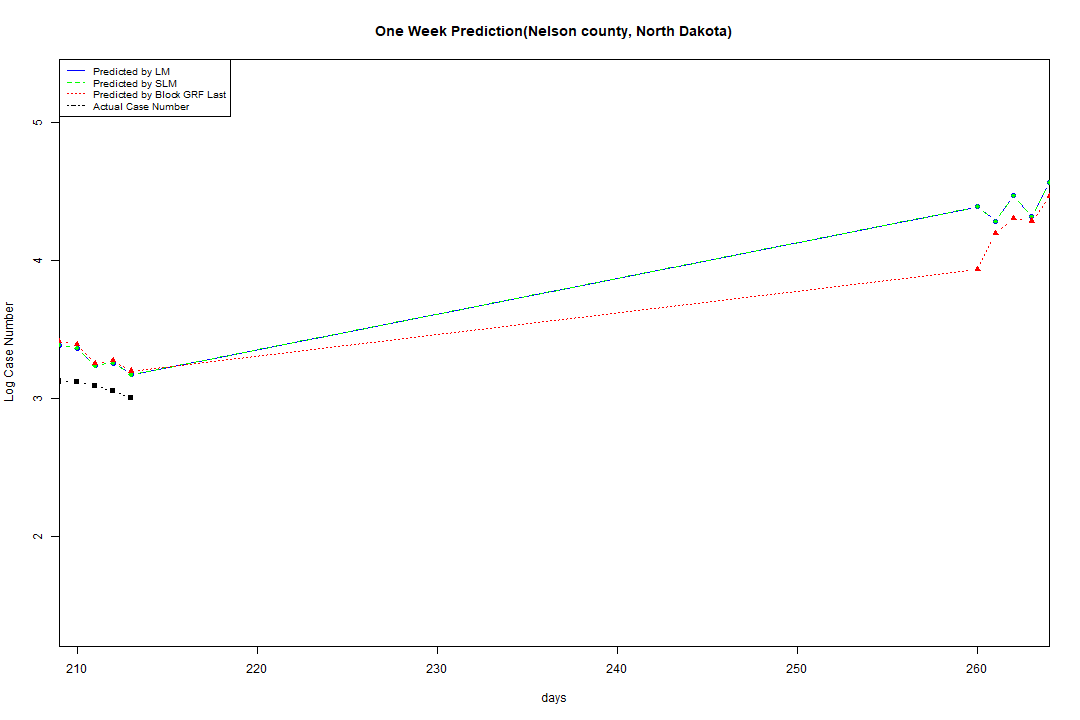 One Week Prediction(Nelson county, North Dakota)
Predicted by LM
Predicted by SLM
Predicted by Block GRF Last
Actual Case Number
5
4
3
2
Log Case Number
210 220 230 240 250 260
days